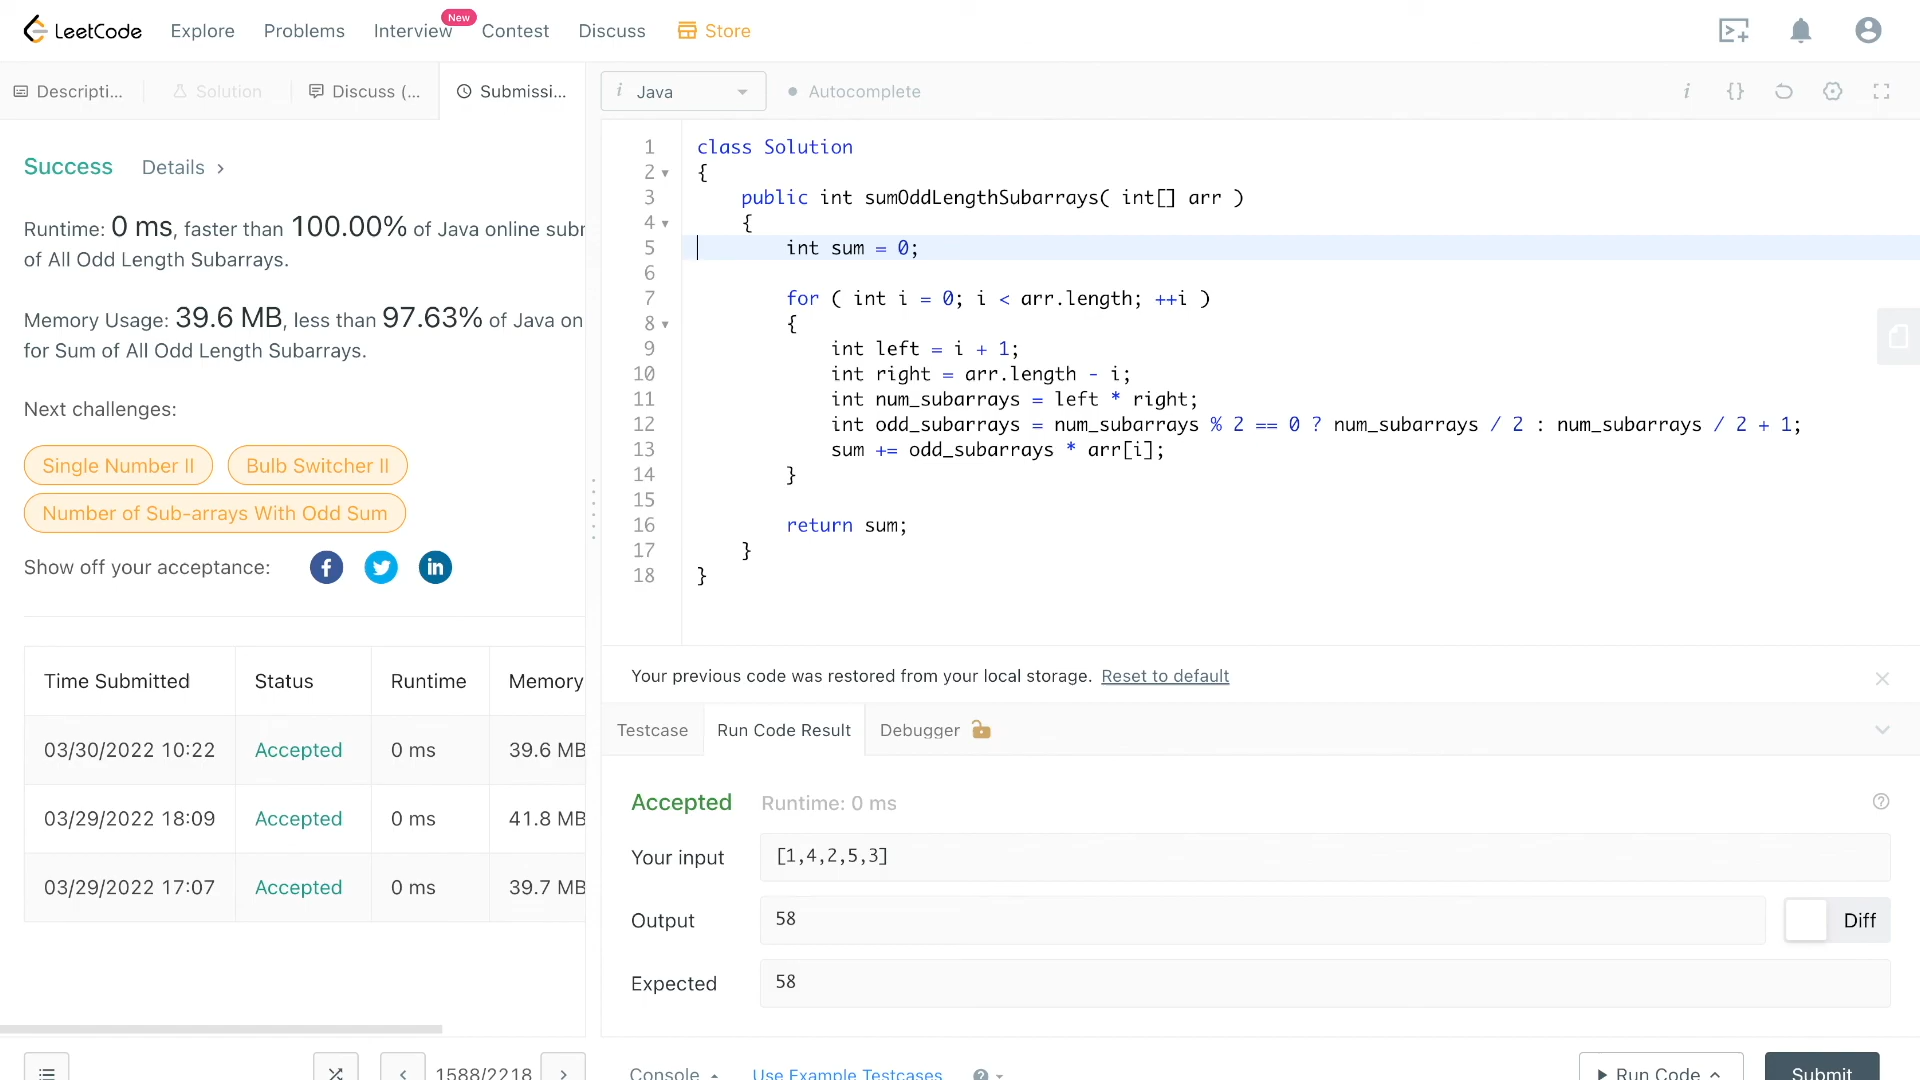 LeetCode
Explore
Problems
Interview
New
Contest
Discuss
Store
Descripti...
Solution
Discuss (...
Submissi...
Success
Details
Runtime: 0 ms, faster than 100.00% of Java online subr
of All Odd Length Subarrays.
Memory Usage: 39.6 MB, less than 97.63% of Java on
for Sum of All Odd Length Subarrays.
Next challenges:
Single Number II
Bulb Switcher II
Number of Sub-arrays With Odd Sum
Show off your acceptance:
Time Submitted Status Runtime Memory
03/30/2022 10:22 Accepted 0 ms 39.6 MB
03/29/2022 18:09 Accepted 0 ms 41.8 MB
03/29/2022 17:07 Accepted 0 ms 39.7 MB
1588/2218
i Java
Autocomplete
i {}
1 class Solution
2 {
3 public int sumOddLengthSubarrays( int[] arr )
4 {
5 int sum = 0;
6
7 for ( int i = 0; i < arr.length; ++i )
8 {
9 int left = i + 1;
10 int right = arr.length - i;
11 int num_subarrays = left * right;
12 int odd_subarrays = num_subarrays % 2 == 0 ? num_subarrays / 2 : num_subarrays / 2 + 1;
13 sum += odd_subarrays * arr[i];
14 }
15
16 return sum;
17 }
18 }
Your previous code was restored from your local storage. Reset to default
Testcase
Run Code Result
Debugger
Accepted Runtime: 0 ms
Your input [1,4,2,5,3]
Output 58
Diff
Expected 58
Console
Use Example Testcases
Run Code
Submit